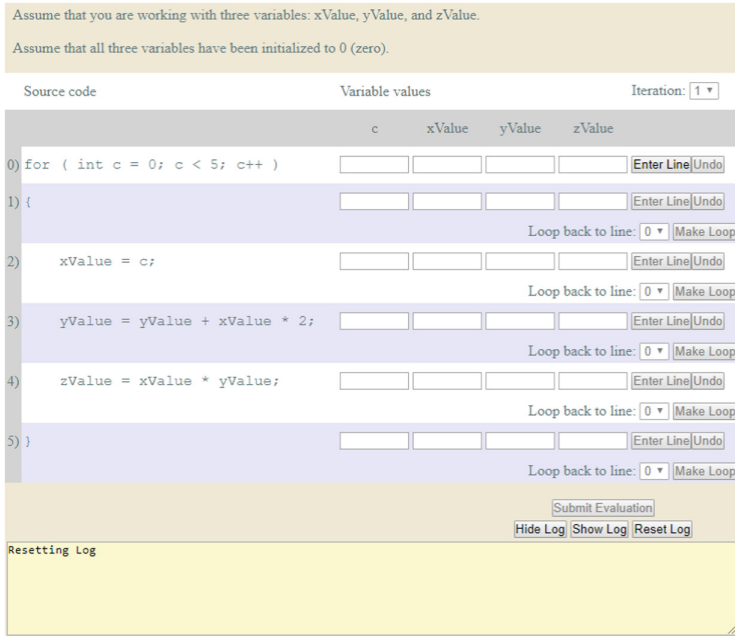 Assume that you are working with three variables: xValue, yValue, and zValue.
Assume that all three variables have been initialized to 0 (zero).
Source code Variable values Iteration: 1
c xValue yValue zValue
0) for ( int c = 0; c < 5; c++ ) Enter Line Undo
1) { Enter Line Undo
Loop back to line: 0 Make Loop
2) xValue = c; Enter Line Undo
Loop back to line: 0 Make Loop
3) yValue = yValue + xValue * 2; Enter Line Undo
Loop back to line: 0 Make Loop
4) zValue = xValue * yValue; Enter Line Undo
Loop back to line: 0 Make Loop
5) } Enter Line Undo
Loop back to line: 0 Make Loop
Submit Evaluation
Hide Log Show Log Reset Log
Resetting Log